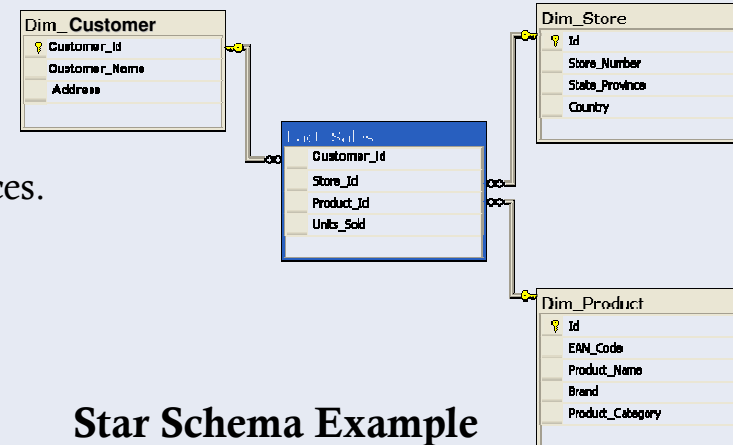 Dim_Customer
Customer_Id
Customer_Name
Address
Dim_Store
Id
Store_Number
State_Province
Country
ces.
Fact_Sales
Customer_Id
Store_Id
Product_Id
Units_Sold
Dim_Product
Id
EAN_Code
Product_Name
Brand
Product_Category
Star Schema Example